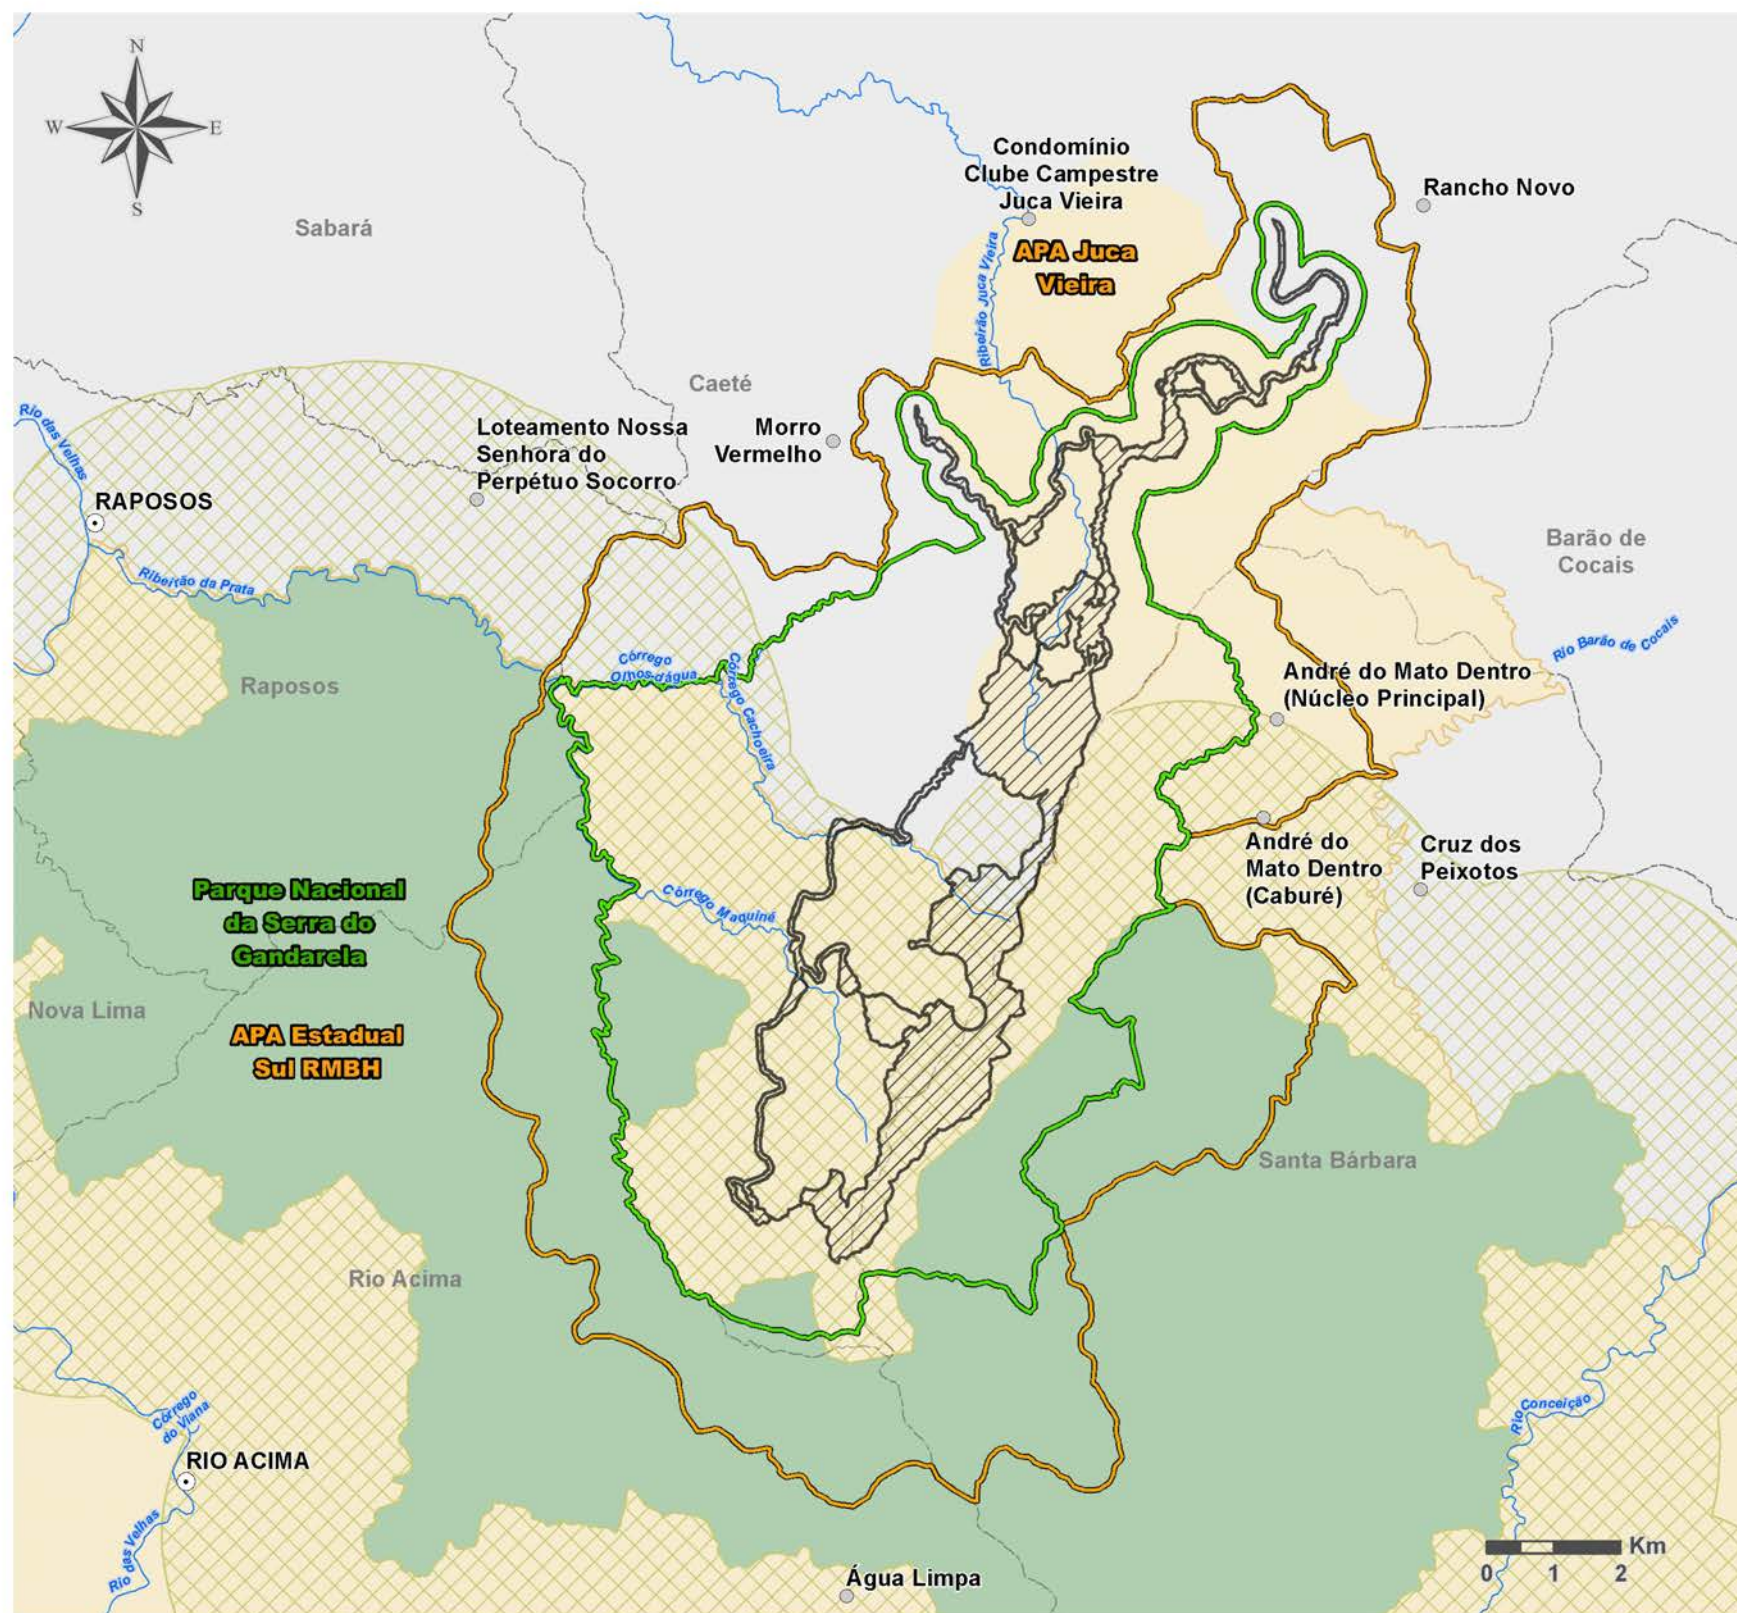 N
W
E
S
Condomínio
Clube Campestre
Juca Vieira
Rancho Novo
Sabará
APA Juca
Vieira
Ribeirão Juca Vieira
Caeté
Rio das Velhas
Loteamento Nossa
Senhora do
Perpétuo Socorro
Morro
Vermelho
RAPOSOS
Barão de
Cocais
Ribeirão da Prata
Rio Barão de Cocais
Córrego
Olhos d'água
Córrego Cachoeira
Raposos
André do Mato Dentro
(Núcleo Principal)
André do
Mato Dentro
(Caburé)
Cruz dos
Peixotos
Parque Nacional
da Serra do
Gandarela
Córrego Maquiné
Nova Lima
APA Estadual
Sul RMBH
Santa Bárbara
Rio Acima
Córrego
do Viana
Rio Conceição
RIO ACIMA
Rio das Velhas
Água Limpa
Km
0 1 2